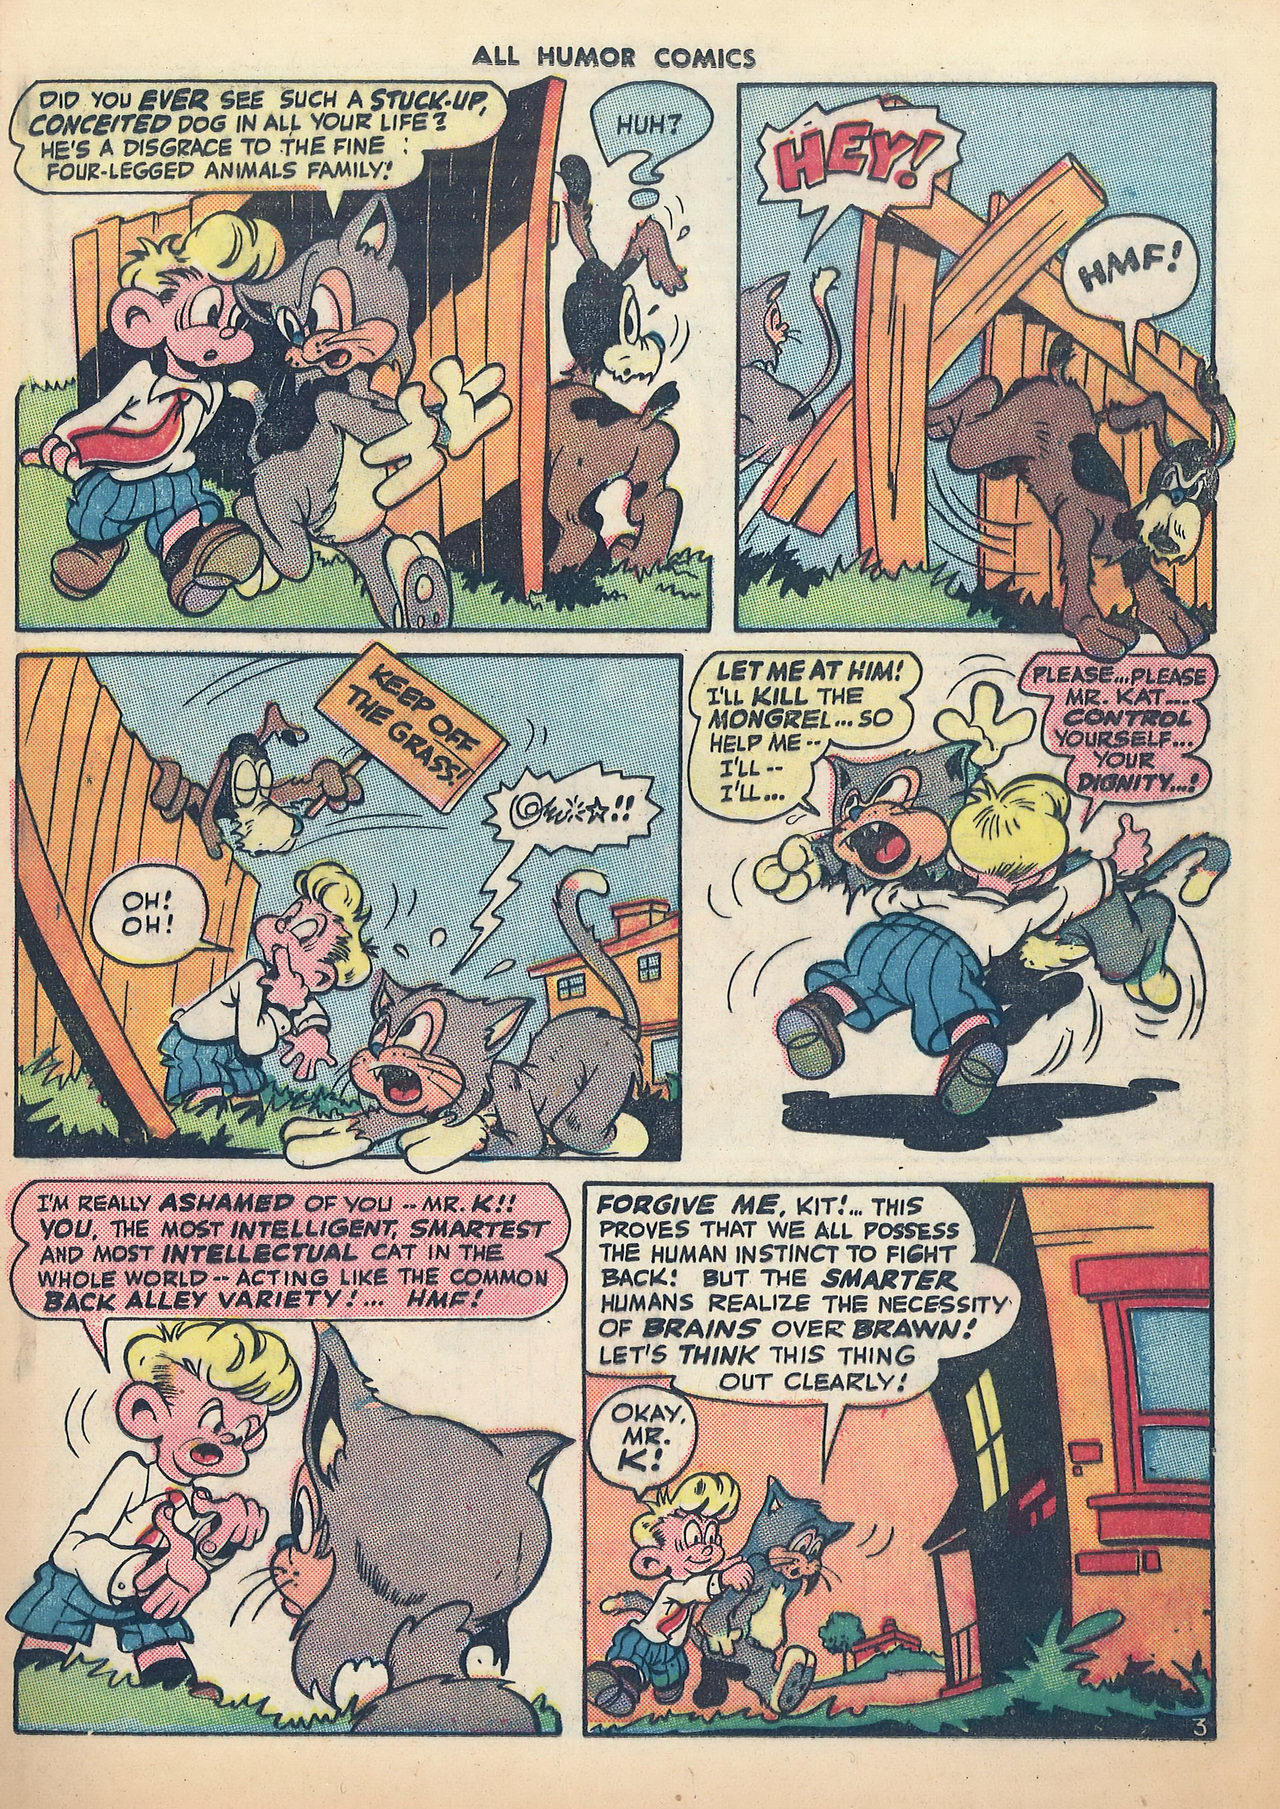 ALL HUMOR COMICS
DID YOU EVER SEE SUCH A STUCK-UP,
CONCEITED DOG IN ALL YOUR LIFE?
HE'S A DISGRACE TO THE FINE
FOUR-LEGGED ANIMALS FAMILY!
HUH?
?
HEY!
HMF!
KEEP OFF
THE GRASS!
OH!
OH!
LET ME AT HIM!
I'LL KILL THE
MONGREL... SO
HELP ME--
I'LL --
I'LL...
PLEASE...PLEASE
MR. KAT....
CONTROL
YOURSELF...
YOUR
DIGNITY...!
I'M REALLY ASHAMED OF YOU -- MR. K!!
YOU, THE MOST INTELLIGENT, SMARTEST
AND MOST INTELLECTUAL CAT IN THE
WHOLE WORLD -- ACTING LIKE THE COMMON
BACK ALLEY VARIETY!... HMF!
FORGIVE ME, KIT!... THIS
PROVES THAT WE ALL POSSESS
THE HUMAN INSTINCT TO FIGHT
BACK! BUT THE SMARTER
HUMANS REALIZE THE NECESSITY
OF BRAINS OVER BRAWN!
LET'S THINK THIS THING
OUT CLEARLY!
OKAY,
MR.
K!
3